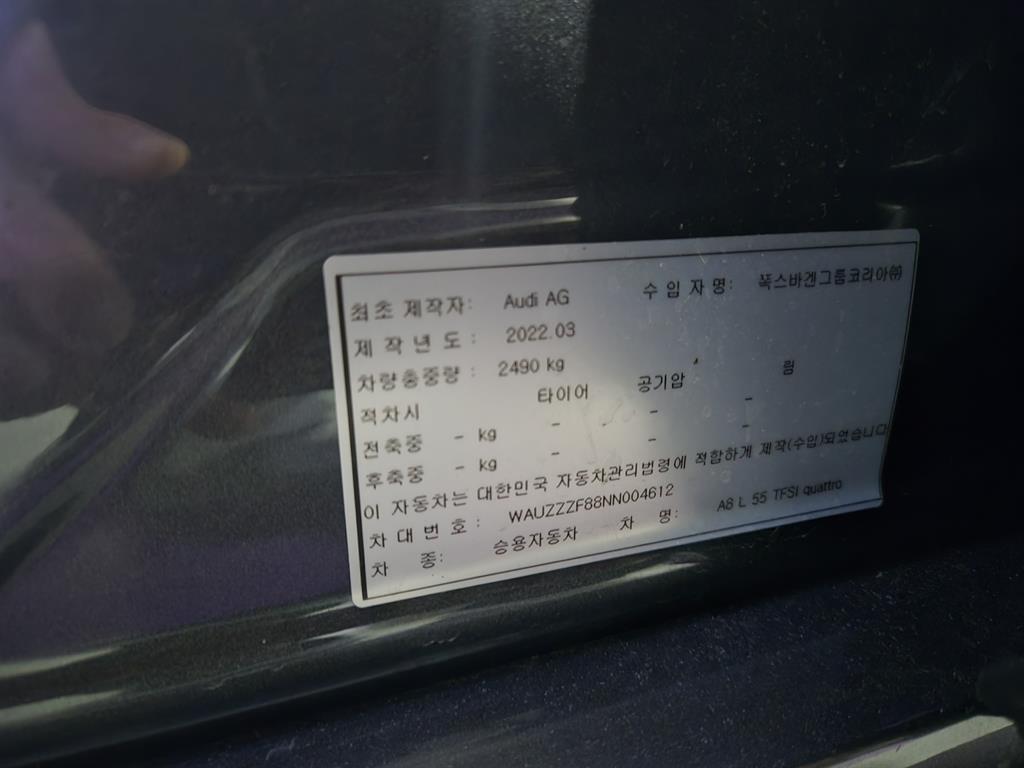 최초 제작자: Audi AG 수 입 자 명: 폭스바겐그룹코리아㈜
제 작 년 도 : 2022.03
차량총중량 : 2490 kg
적차시 타이어 공기압 림
전축중 - kg - - -
후축중 - kg - - -
이 자동차는 대한민국 자동차관리법령에 적합하게 제작(수입)되었습니다
차 대 번 호 : WAUZZZF88NN004612
차 종: 승용자동차 차 명: A8 L 55 TFSI quattro